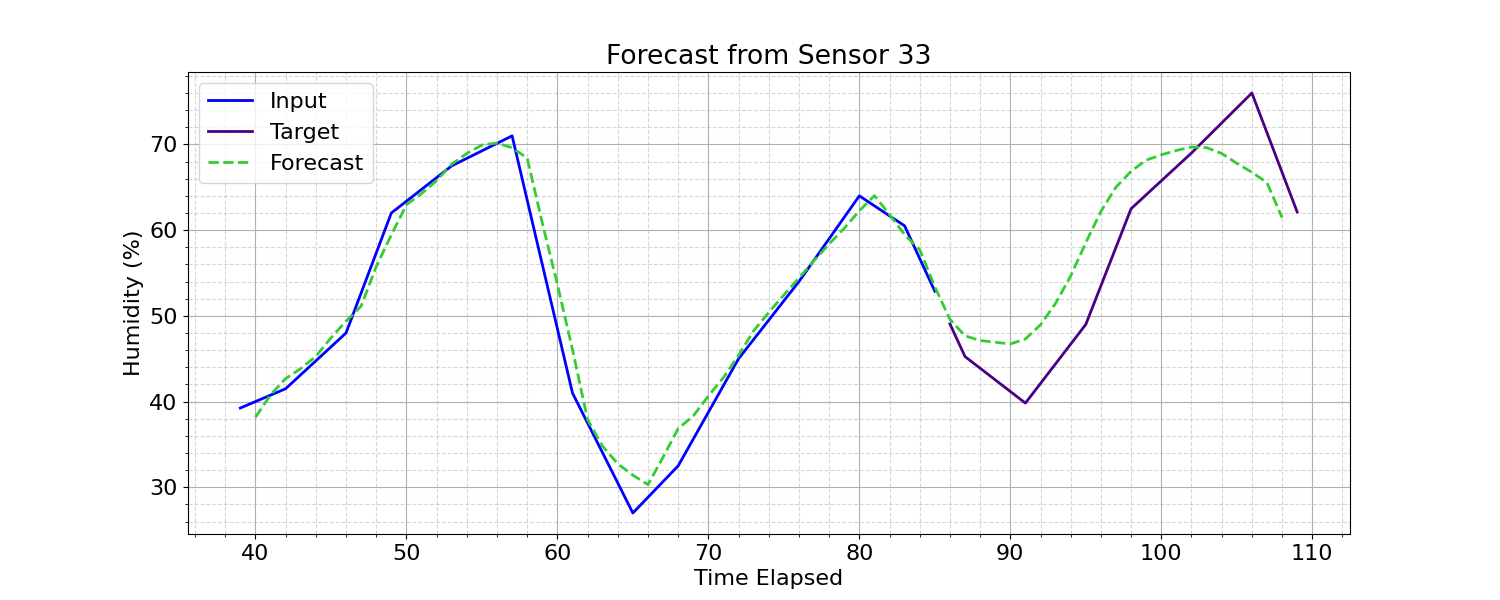 Forecast from Sensor 33
Input
Target
Forecast
Humidity (%)
70
60
50
40
30
40 50 60 70 80 90 100 110
Time Elapsed